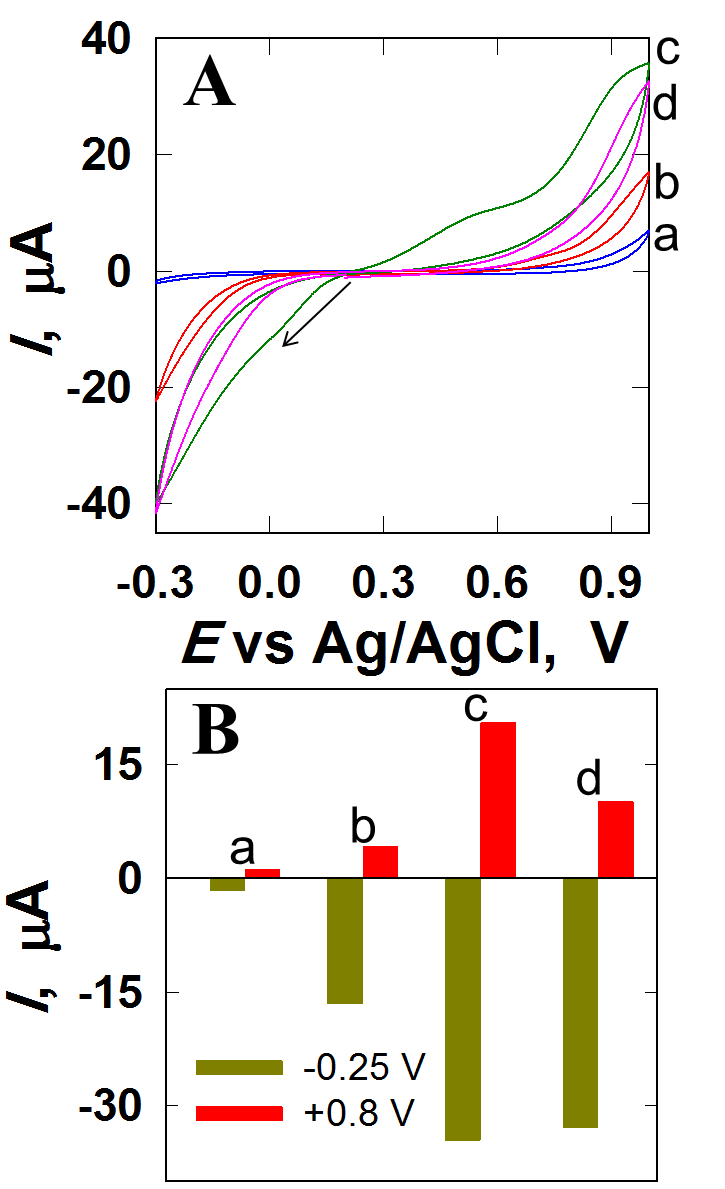 A
40
20
0
-20
-40
I, μA
c
d
b
a
-0.3 0.0 0.3 0.6 0.9
E vs Ag/AgCl, V
B
15
0
-15
-30
I, μA
a
b
c
d
-0.25 V
+0.8 V